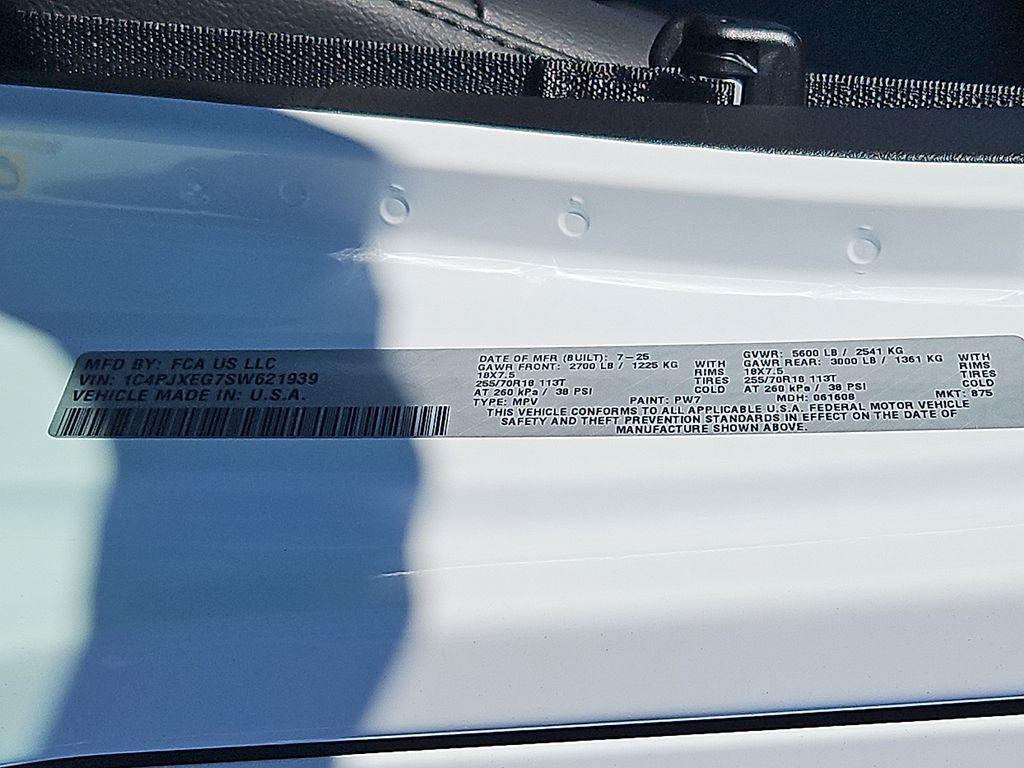 MFD BY: FCA US LLC
VIN: 1C4PJXEG7SW621939
VEHICLE MADE IN: U.S.A.
DATE OF MFR (BUILT): 7-25
GVWR: 5600 LB / 2541 KG
GAWR FRONT: 2700 LB / 1225 KG WITH
GAWR REAR: 3000 LB / 1361 KG WITH
18X7.5 RIMS
18X7.5 RIMS
255/70R18 113T TIRES
255/70R18 113T TIRES
AT 260 kPa / 38 PSI COLD
AT 260 kPa / 38 PSI COLD
TYPE: MPV PAINT: PW7 MDH: 061608 MKT: 875
THIS VEHICLE CONFORMS TO ALL APPLICABLE U.S.A. FEDERAL MOTOR VEHICLE
SAFETY AND THEFT PREVENTION STANDARDS IN EFFECT ON THE DATE OF
MANUFACTURE SHOWN ABOVE.